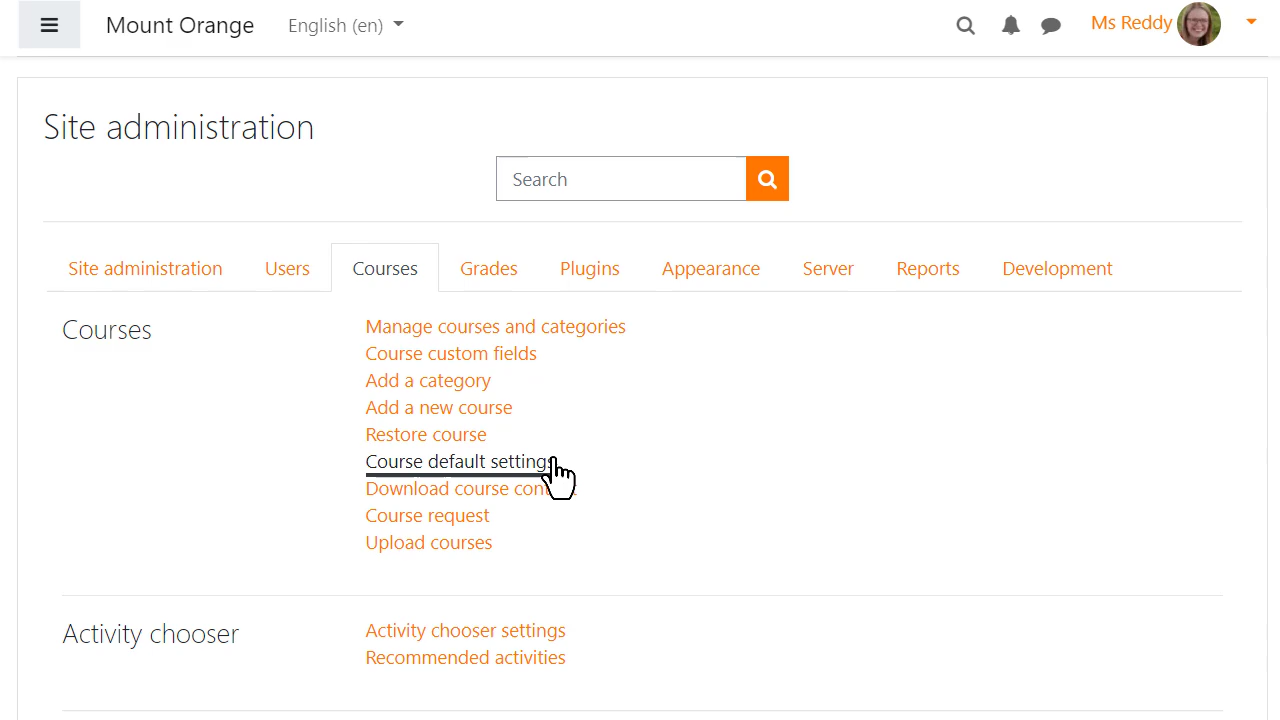 Mount Orange English (en) Ms Reddy
Site administration
Search
Site administration Users Courses Grades Plugins Appearance Server Reports Development
Courses
Manage courses and categories
Course custom fields
Add a category
Add a new course
Restore course
Course default settings
Download course content
Course request
Upload courses
Activity chooser
Activity chooser settings
Recommended activities